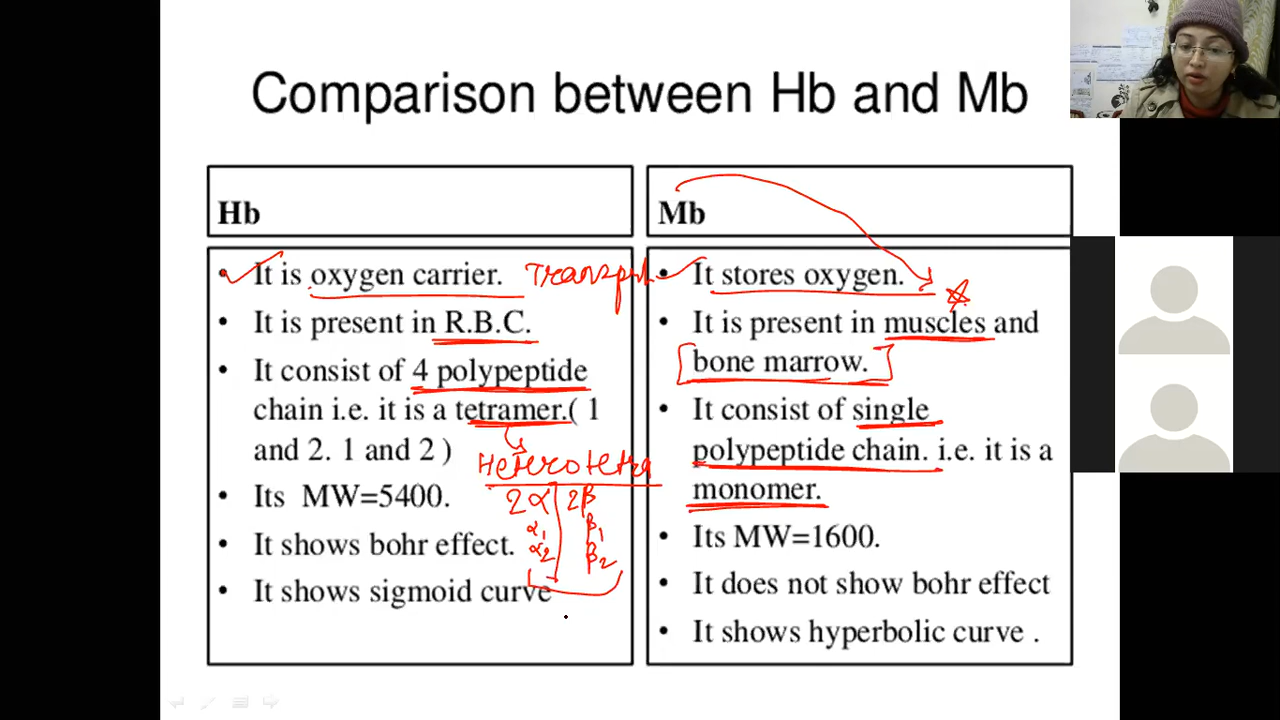 Comparison between Hb and Mb
Hb
• It is oxygen carrier. Transport
• It is present in R.B.C.
• It consist of 4 polypeptide
chain i.e. it is a tetramer.( 1
and 2. 1 and 2 )
Heterotetra
2α 2β
α1 β1
α2 β2
• Its MW=5400.
• It shows bohr effect.
• It shows sigmoid curve
Mb
• It stores oxygen.
• It is present in muscles and
bone marrow.
• It consist of single
polypeptide chain. i.e. it is a
monomer.
• Its MW=1600.
• It does not show bohr effect
• It shows hyperbolic curve .